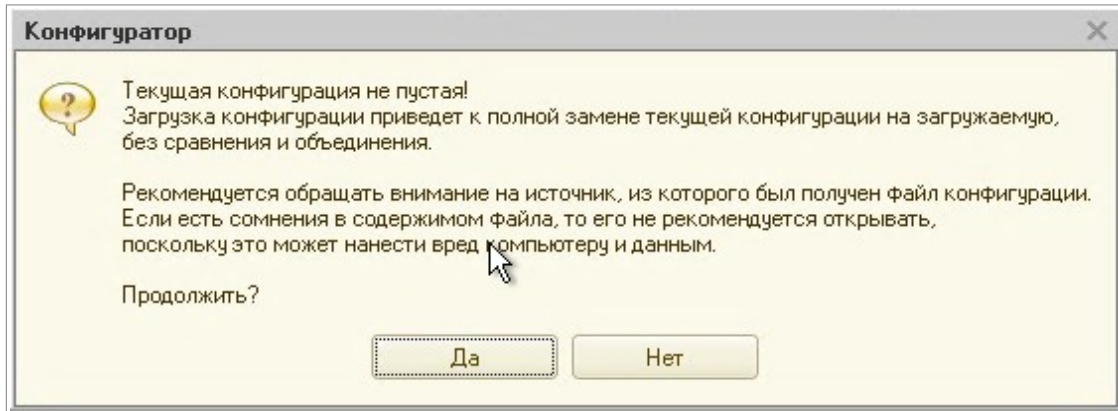 Конфигуратор
Текущая конфигурация не пустая!
Загрузка конфигурации приведет к полной замене текущей конфигурации на загружаемую,
без сравнения и объединения.
Рекомендуется обращать внимание на источник, из которого был получен файл конфигурации.
Если есть сомнения в содержимом файла, то его не рекомендуется открывать,
поскольку это может нанести вред компьютеру и данным.
Продолжить?
Да
Нет